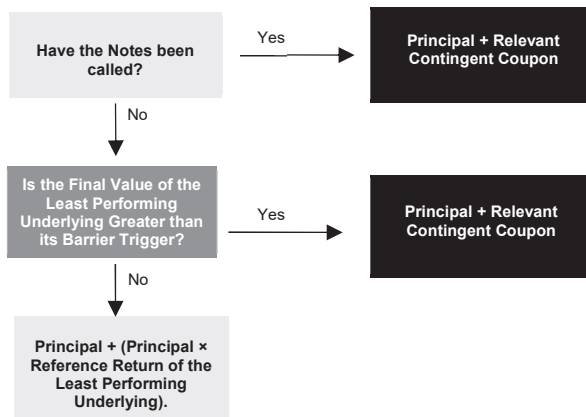 Have the Notes been
called?
Yes
Principal + Relevant
Contingent Coupon
No
Is the Final Value of the
Least Performing
Underlying Greater than
its Barrier Trigger?
Yes
Principal + Relevant
Contingent Coupon
No
Principal + (Principal ×
Reference Return of the
Least Performing
Underlying).